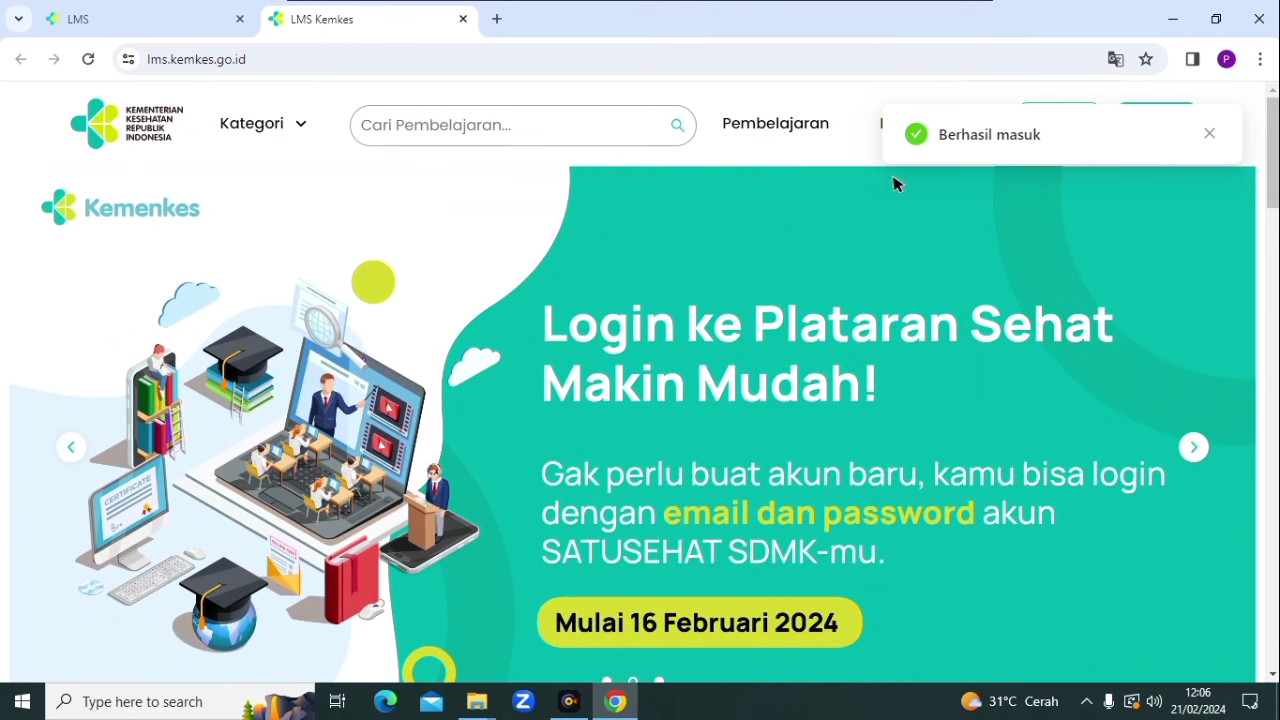 LMS
LMS Kemkes
lms.kemkes.go.id
P
KEMENTERIAN
KESEHATAN
REPUBLIK
INDONESIA
Kategori
Cari Pembelajaran...
Pembelajaran
Berhasil masuk
Kemenkes
Login ke Plataran Sehat
Makin Mudah!
Gak perlu buat akun baru, kamu bisa login
dengan email dan password akun
SATUSEHAT SDMK-mu.
Mulai 16 Februari 2024
CERTIFICATE
Type here to search
31°C Cerah
12:06
21/02/2024